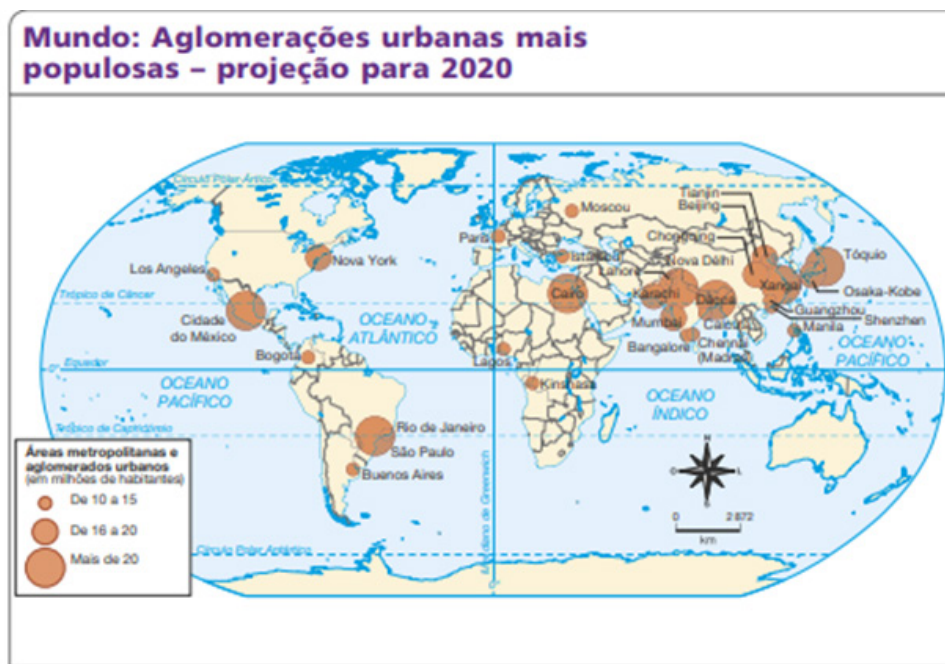 Mundo: Aglomerações urbanas mais
populosas – projeção para 2020
Círculo Polar Ártico
Moscou
Tianjin
Beijing
Paris
Chongqing
Nova York
Istambul
Nova Délhi
Tóquio
Los Angeles
Lahore
Cairo
Karachi
Dacca
Xangai
Osaka-Kobe
Trópico de Câncer
Guangzhou
Cidade
do México
OCEANO
ATLÂNTICO
Mumbai
Calcutá
Shenzhen
Manila
Bogotá
Lagos
Bangalore
Chennai
(Madras)
OCEANO
PACÍFICO
Equador
0°
OCEANO
PACÍFICO
Kinshasa
OCEANO
ÍNDICO
Trópico de Capricórnio
Rio de Janeiro
São Paulo
Buenos Aires
Meridiano de Greenwich
Áreas metropolitanas e
aglomerados urbanos
(em milhões de habitantes)
De 10 a 15
De 16 a 20
Mais de 20
N
O
L
S
0 2 872
km
Círculo Polar Antártico
0°